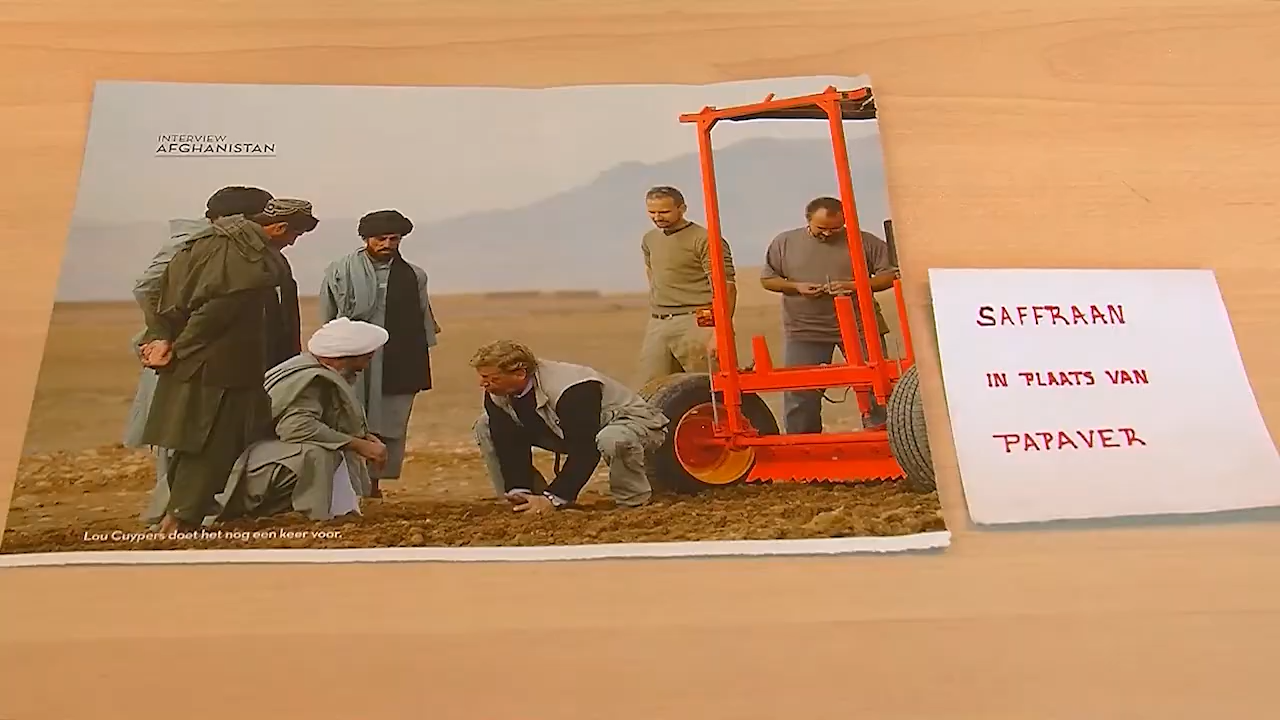 INTERVIEW
AFGHANISTAN
Lou Cuypers doet het nog een keer voor.
SAFFRAAN
IN PLAATS VAN
PAPAVER